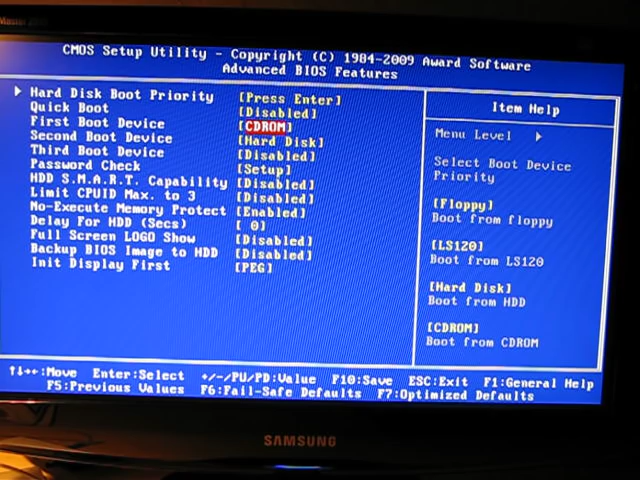 CMOS Setup Utility - Copyright (C) 1984-2009 Award Software
Advanced BIOS Features
Hard Disk Boot Priority [Press Enter]
Quick Boot [Disabled]
First Boot Device [CDROM]
Second Boot Device [Hard Disk]
Third Boot Device [Disabled]
Password Check [Setup]
HDD S.M.A.R.T. Capability [Disabled]
Limit CPUID Max. to 3 [Disabled]
No-Execute Memory Protect [Enabled]
Delay For HDD (Secs) [ 0]
Full Screen LOGO Show [Disabled]
Backup BIOS Image to HDD [Disabled]
Init Display First [PEG]
Item Help
Menu Level
Select Boot Device
Priority
[Floppy]
Boot from floppy
[LS120]
Boot from LS120
[Hard Disk]
Boot from HDD
[CDROM]
Boot from CDROM
↑↓→←:Move Enter:Select +/-/PU/PD:Value F10:Save ESC:Exit F1:General Help
F5:Previous Values F6:Fail-Safe Defaults F7:Optimized Defaults
SAMSUNG